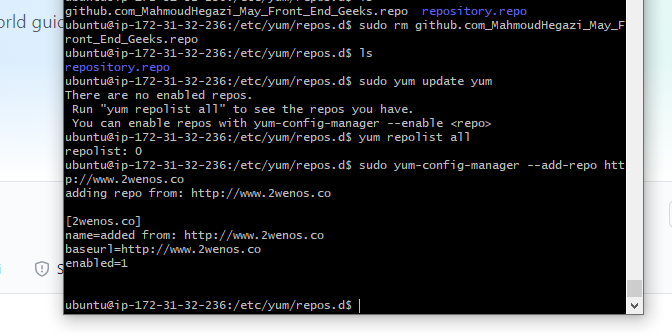 orld guid
github.com_MahmoudHegazi_May_Front_End_Geeks.repo  repository.repo
ubuntu@ip-172-31-32-236:/etc/yum/repos.d$ sudo rm github.com_MahmoudHegazi_May_F
ront_End_Geeks.repo
ubuntu@ip-172-31-32-236:/etc/yum/repos.d$ ls
repository.repo
ubuntu@ip-172-31-32-236:/etc/yum/repos.d$ sudo yum update yum
There are no enabled repos.
 Run "yum repolist all" to see the repos you have.
 You can enable repos with yum-config-manager --enable <repo>
ubuntu@ip-172-31-32-236:/etc/yum/repos.d$ yum repolist all
repolist: 0
ubuntu@ip-172-31-32-236:/etc/yum/repos.d$ sudo yum-config-manager --add-repo htt
p://www.2wenos.co
adding repo from: http://www.2wenos.co
[2wenos.co]
name=added from: http://www.2wenos.co
baseurl=http://www.2wenos.co
enabled=1
S
ubuntu@ip-172-31-32-236:/etc/yum/repos.d$